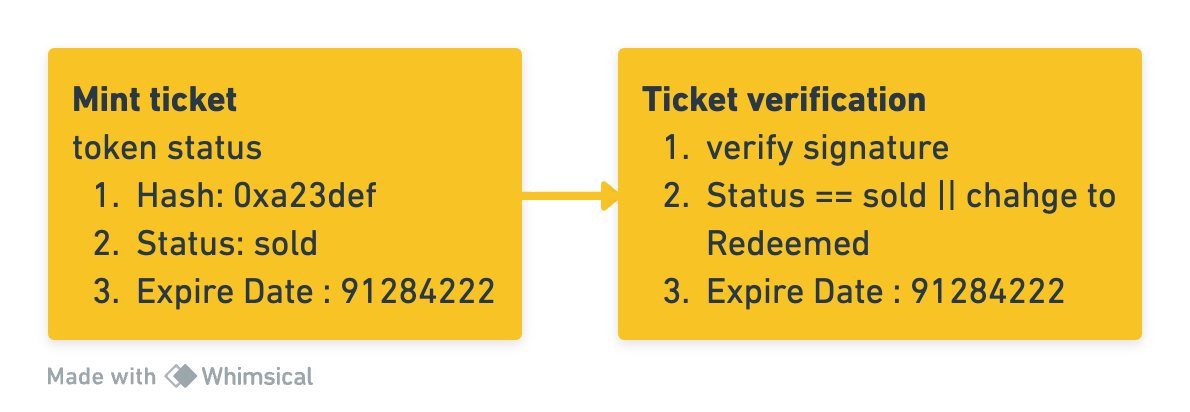 Mint ticket
token status
1. Hash: 0xa23def
2. Status: sold
3. Expire Date : 91284222
Ticket verification
1. verify signature
2. Status == sold || chahge to
Redeemed
3. Expire Date : 91284222
Made with Whimsical